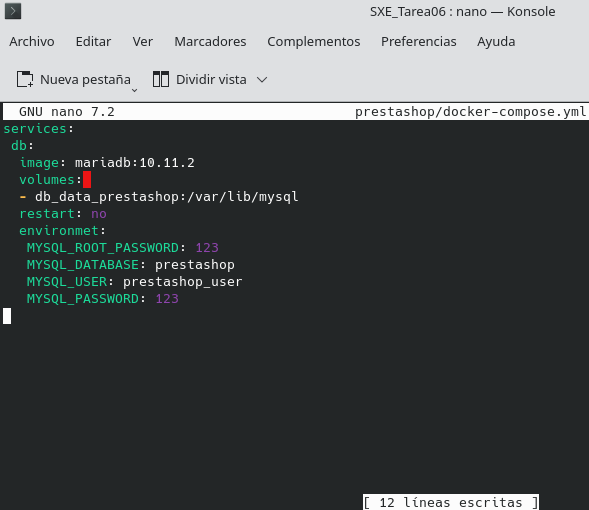 SXE_Tarea06 : nano — Konsole
Archivo Editar Ver Marcadores Complementos Preferencias Ayuda
Nueva pestaña Dividir vista
GNU nano 7.2 prestashop/docker-compose.yml
services:
 db:
  image: mariadb:10.11.2
  volumes:
  - db_data_prestashop:/var/lib/mysql
  restart: no
  environmet:
   MYSQL_ROOT_PASSWORD: 123
   MYSQL_DATABASE: prestashop
   MYSQL_USER: prestashop_user
   MYSQL_PASSWORD: 123
[ 12 líneas escritas ]